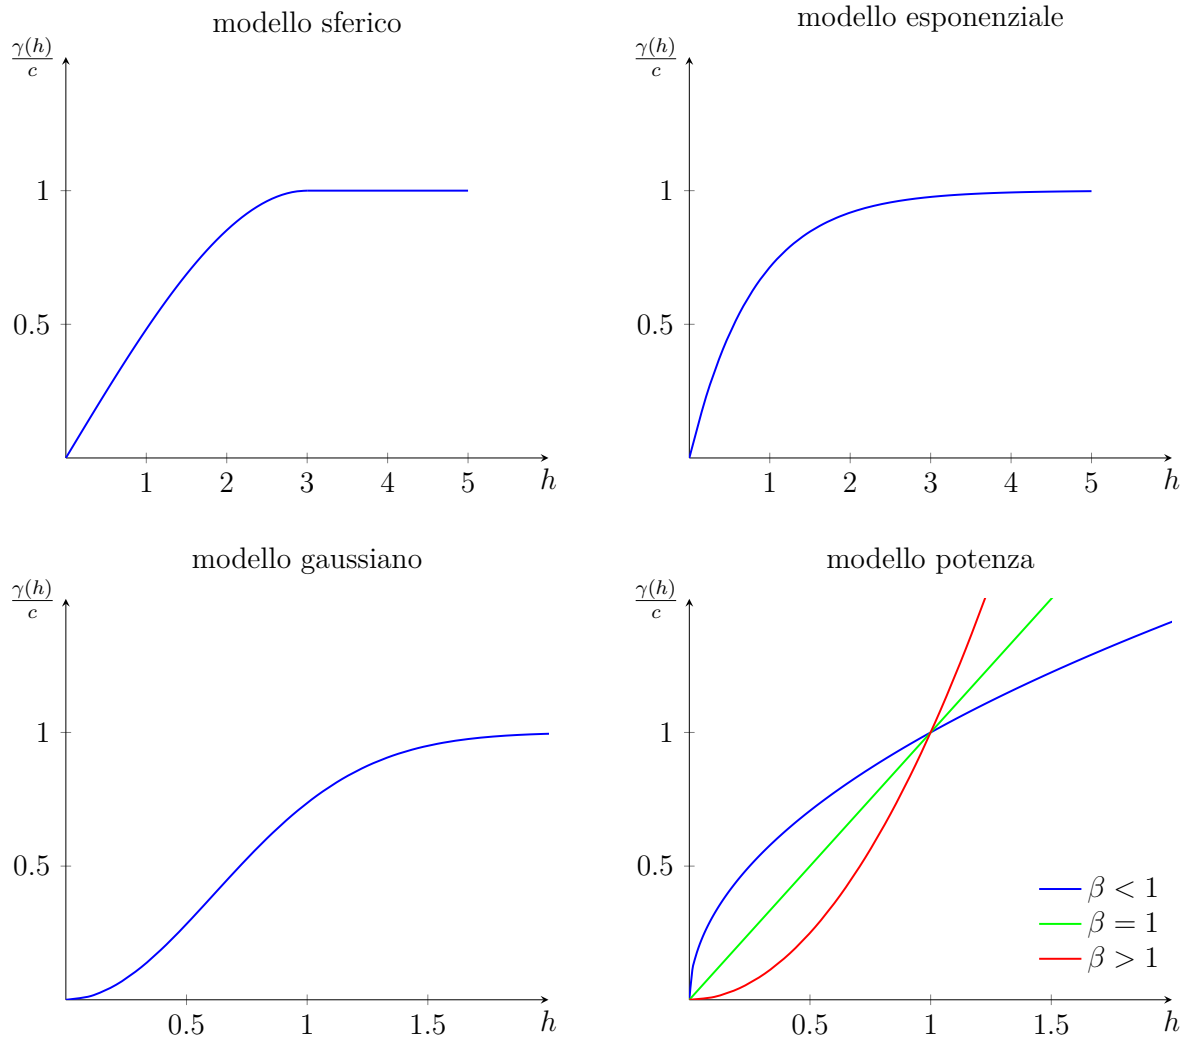 modello sferico
γ(h)
c
1
0.5
1 2 3 4 5 h
modello esponenziale
γ(h)
c
1
0.5
1 2 3 4 5 h
modello gaussiano
γ(h)
c
1
0.5
0.5 1 1.5 h
modello potenza
γ(h)
c
1
0.5
β < 1
β = 1
β > 1
0.5 1 1.5 h